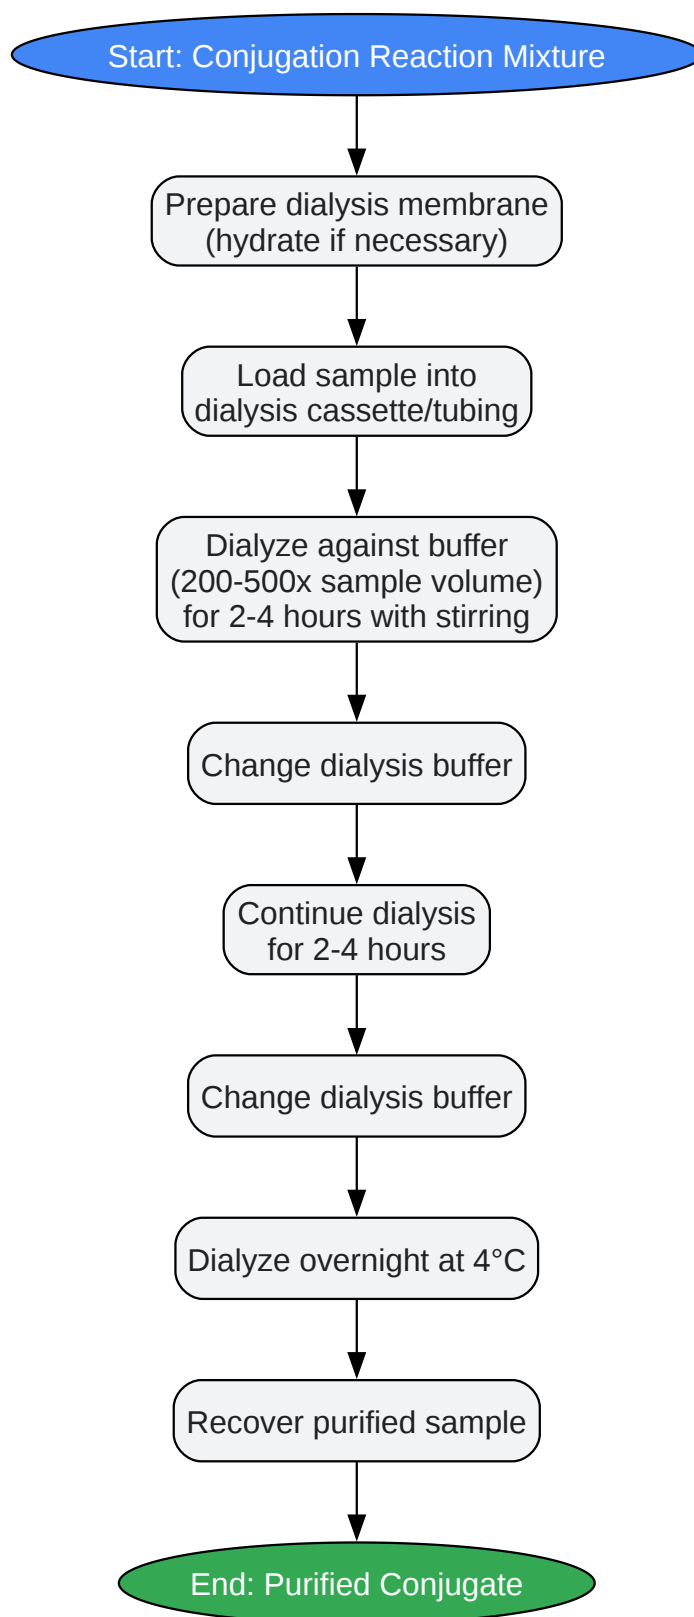 Start: Conjugation Reaction Mixture
Prepare dialysis membrane
(hydrate if necessary)
Load sample into
dialysis cassette/tubing
Dialyze against buffer
(200-500x sample volume)
for 2-4 hours with stirring
Change dialysis buffer
Continue dialysis
for 2-4 hours
Change dialysis buffer
Dialyze overnight at 4°C
Recover purified sample
End: Purified Conjugate